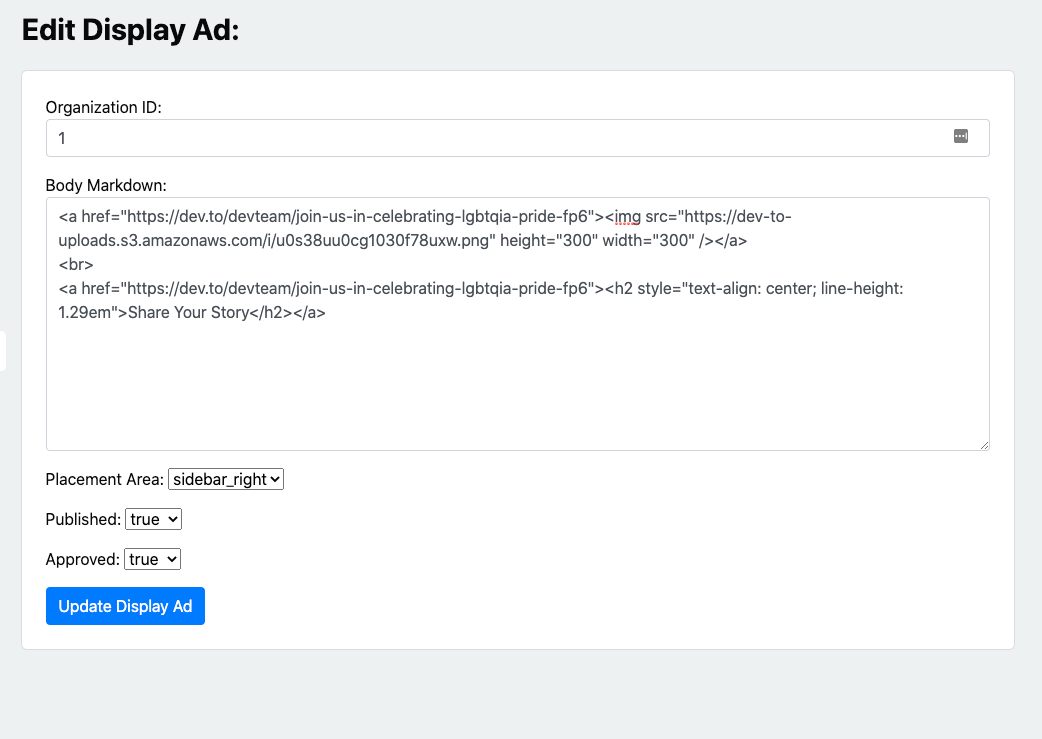 Edit Display Ad:
Organization ID:
1
Body Markdown:
<a href="https://dev.to/devteam/join-us-in-celebrating-lgbtqia-pride-fp6"><img src="https://dev-to-
uploads.s3.amazonaws.com/i/u0s38uu0cg1030f78uxw.png" height="300" width="300" /></a>
<br>
<a href="https://dev.to/devteam/join-us-in-celebrating-lgbtqia-pride-fp6"><h2 style="text-align: center; line-height:
1.29em">Share Your Story</h2></a>
Placement Area: sidebar_right
Published: true
Approved: true
Update Display Ad